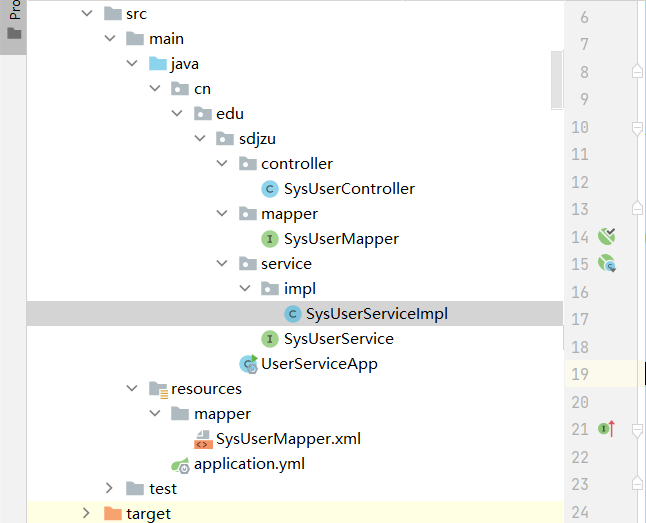 Pro
src
main
java
cn
edu
sdjzu
controller
SysUserController
mapper
SysUserMapper
service
impl
SysUserServiceImpl
SysUserService
UserServiceApp
resources
mapper
SysUserMapper.xml
application.yml
test
target
6
7
8
9
10
11
12
13
14
15
16
17
18
19
20
21
22
23
24